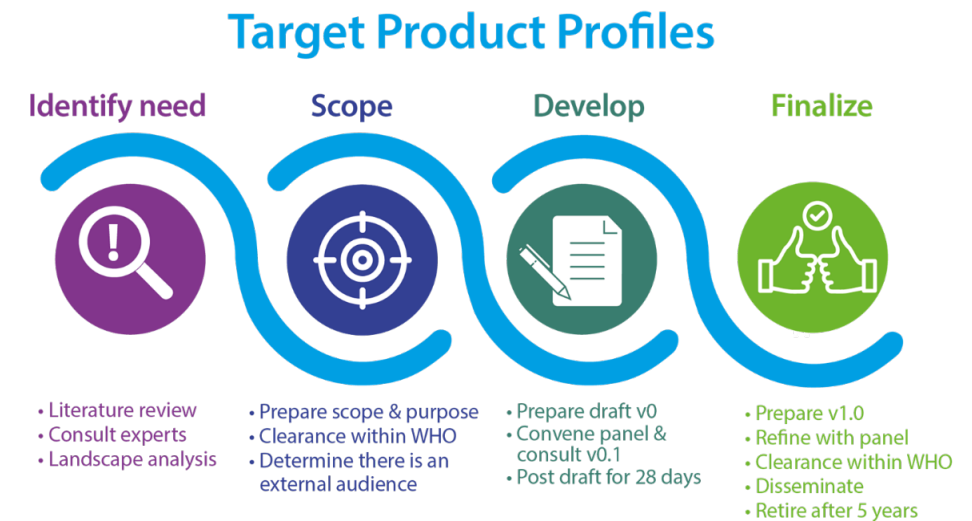 Target Product Profiles
Identify need
• Literature review
• Consult experts
• Landscape analysis
Scope
• Prepare scope & purpose
• Clearance within WHO
• Determine there is an
external audience
Develop
• Prepare draft v0
• Convene panel &
consult v0.1
• Post draft for 28 days
Finalize
• Prepare v1.0
• Refine with panel
• Clearance within WHO
• Disseminate
• Retire after 5 years